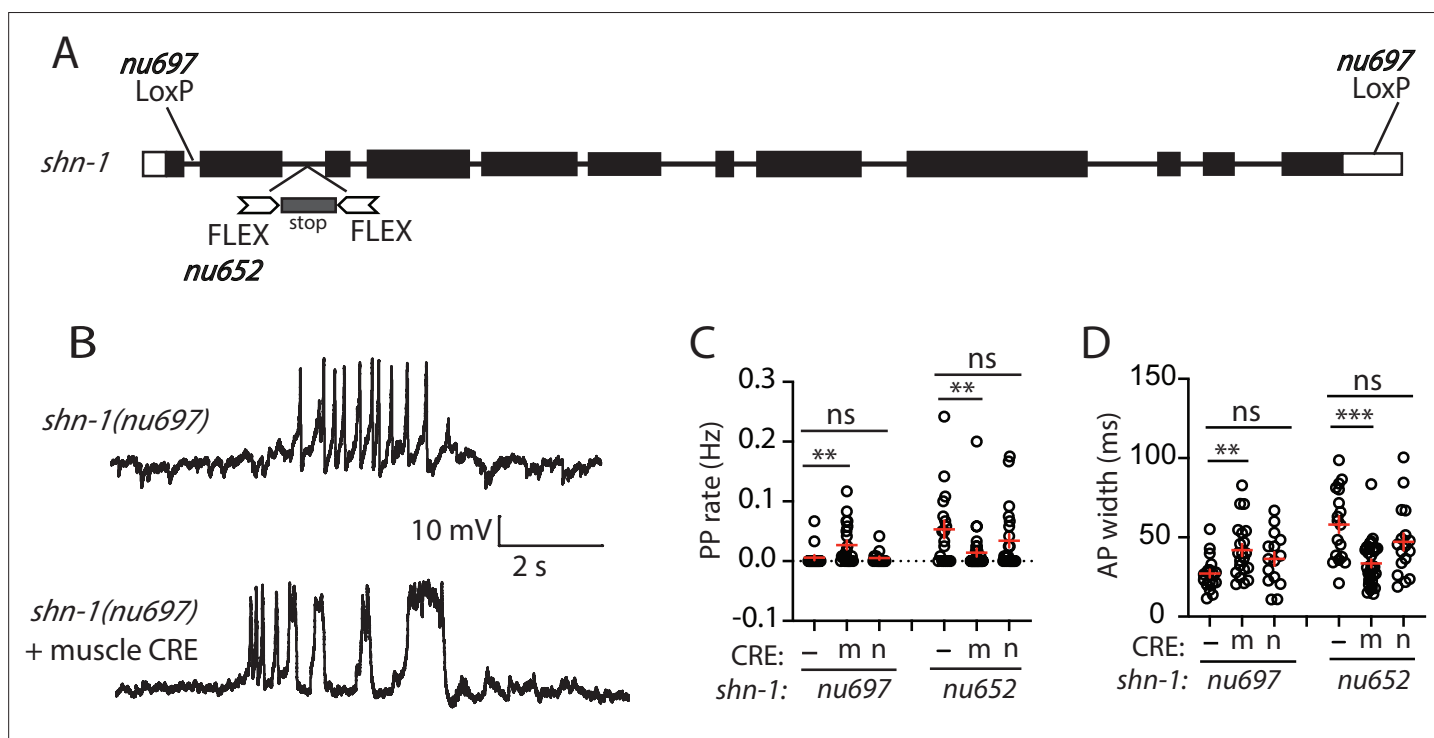 A
nu697
LoxP
nu697
LoxP
shn-1
stop
FLEX
FLEX
nu652
B
shn-1(nu697)
10 mV
2 s
shn-1(nu697)
+ muscle CRE
C
PP rate (Hz)
0.3
0.2
0.1
0.0
-0.1
ns
**
ns
**
CRE: – m n – m n
shn-1: nu697 nu652
D
AP width (ms)
150
100
50
0
ns
**
ns
***
CRE: – m n – m n
shn-1: nu697 nu652